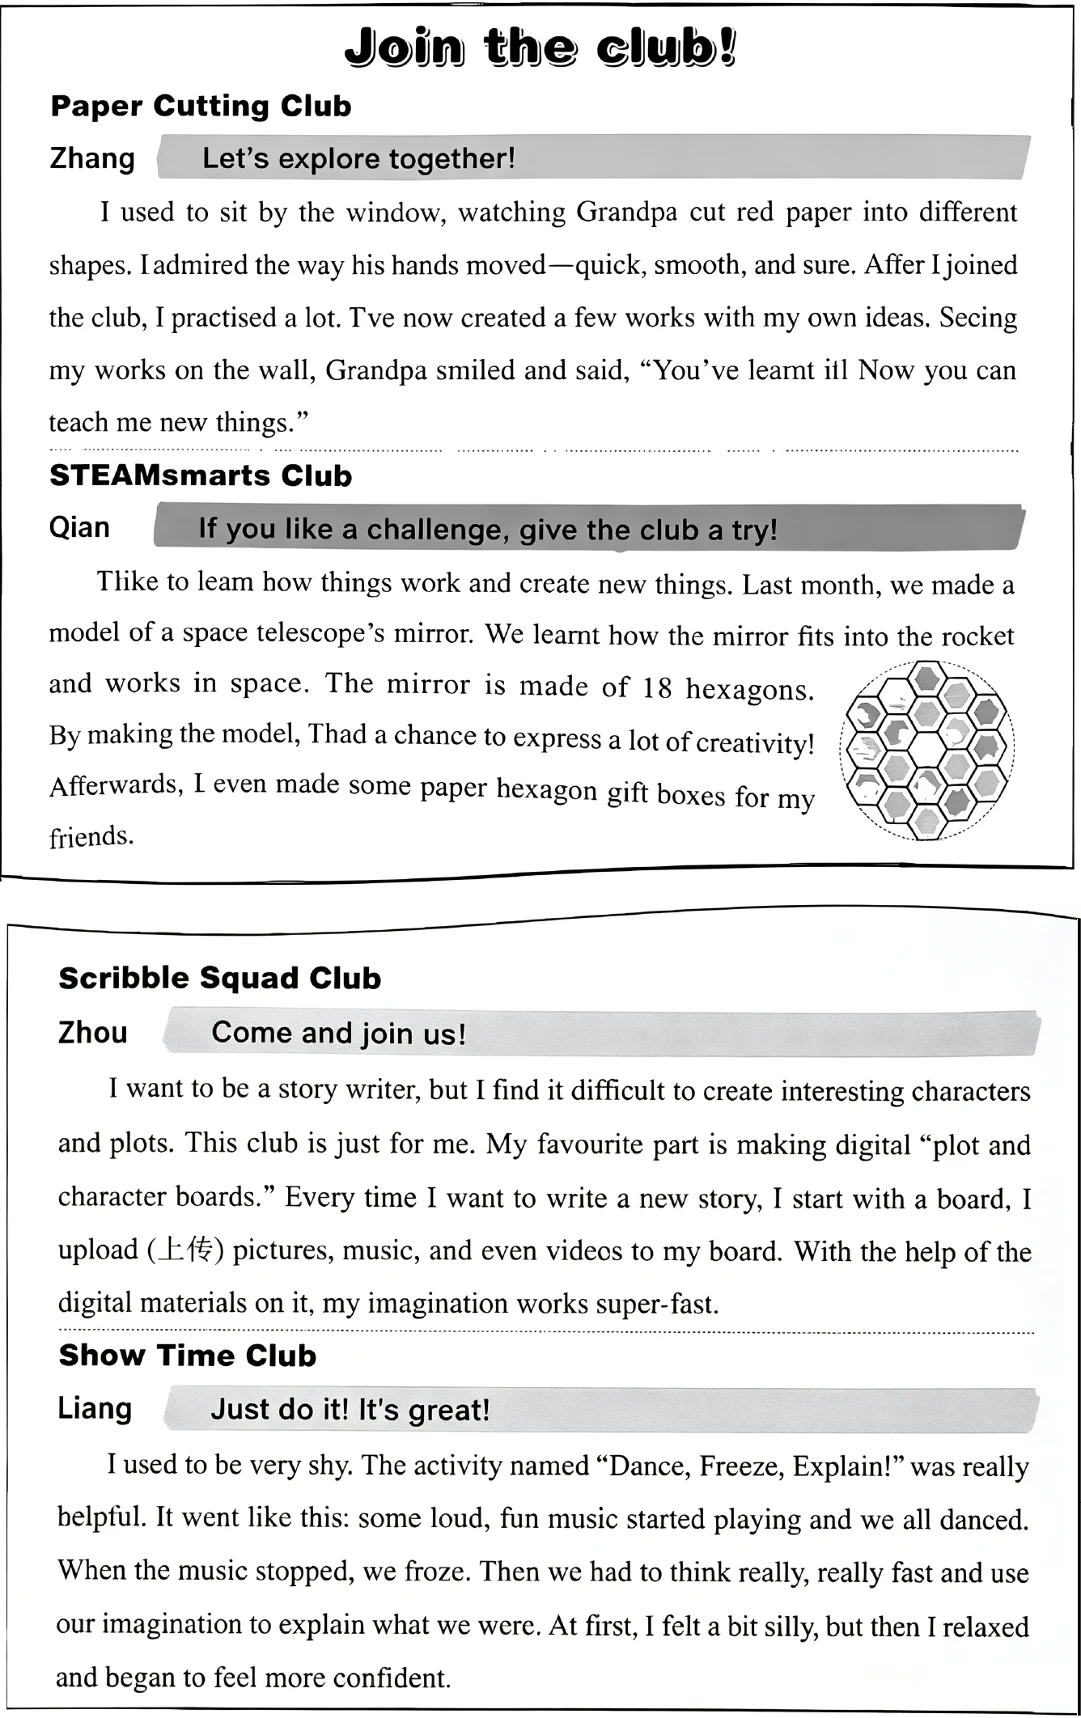 Join the club!
Paper Cutting Club
Zhang Let's explore together!
I used to sit by the window, watching Grandpa cut red paper into different
shapes. I admired the way his hands moved—quick, smooth, and sure. Affer I joined
the club, I practised a lot. T've now created a few works with my own ideas. Secing
my works on the wall, Grandpa smiled and said, “You've leamt itl Now you can
teach me new things.”
STEAMsmarts Club
Qian If you like a challenge, give the club a try!
Tlike to leam how things work and create new things. Last month, we made a
model of a space telescope's mirror. We leamt how the mirror fits into the rocket
and works in space. The mirror is made of 18 hexagons.
By making the model, Thad a chance to express a lot of creativity!
Afferwards, I even made some paper hexagon gift boxes for my
friends.
Scribble Squad Club
Zhou Come and join us!
I want to be a story writer, but I find it difficult to create interesting characters
and plots. This club is just for me. My favourite part is making digital “plot and
character boards.” Every time I want to write a new story, I start with a board, I
upload (上传) pictures, music, and even videos to my board. With the help of the
digital materials on it, my imagination works super-fast.
Show Time Club
Liang Just do it! It's great!
I used to be very shy. The activity named “Dance, Freeze, Explain!” was really
helpful. It went like this: some loud, fun music started playing and we all danced.
When the music stopped, we froze. Then we had to think really, really fast and use
our imagination to explain what we were. At first, I felt a bit silly, but then I relaxed
and began to feel more confident.